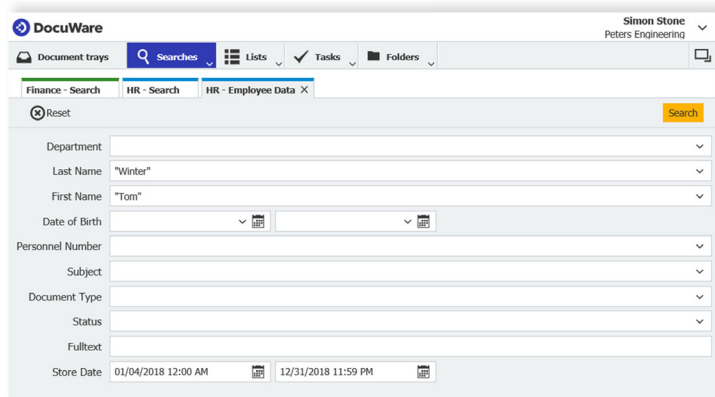 DocuWare
Simon Stone
Peters Engineering
Document trays Searches Lists Tasks Folders
Finance - Search HR - Search HR - Employee Data
Reset Search
Department
Last Name "Winter"
First Name "Tom"
Date of Birth
Personnel Number
Subject
Document Type
Status
Fulltext
Store Date 01/04/2018 12:00 AM 12/31/2018 11:59 PM